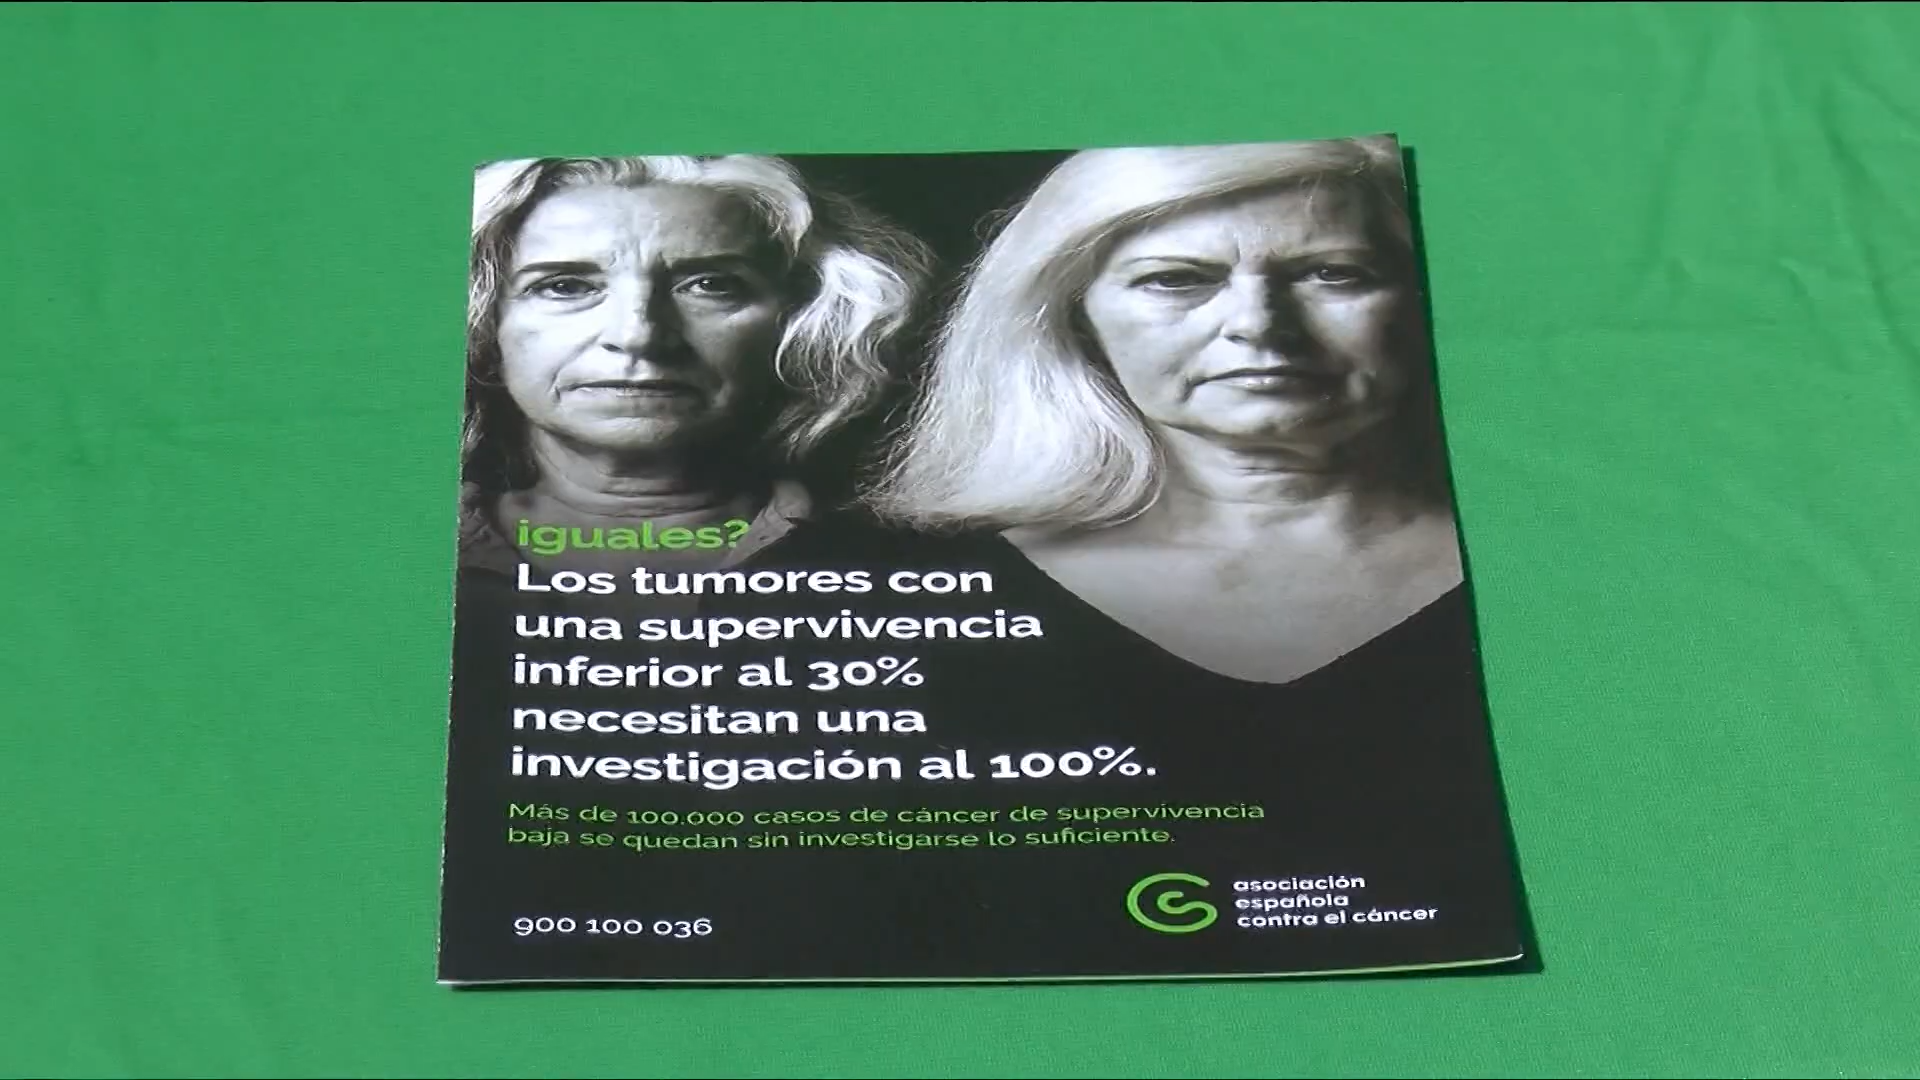 iguales?
Los tumores con
una supervivencia
inferior al 30%
necesitan una
investigación al 100%.
Más de 100.000 casos de cáncer de supervivencia
baja se quedan sin investigarse lo suficiente.
900 100 036
asociación
española
contra el cáncer